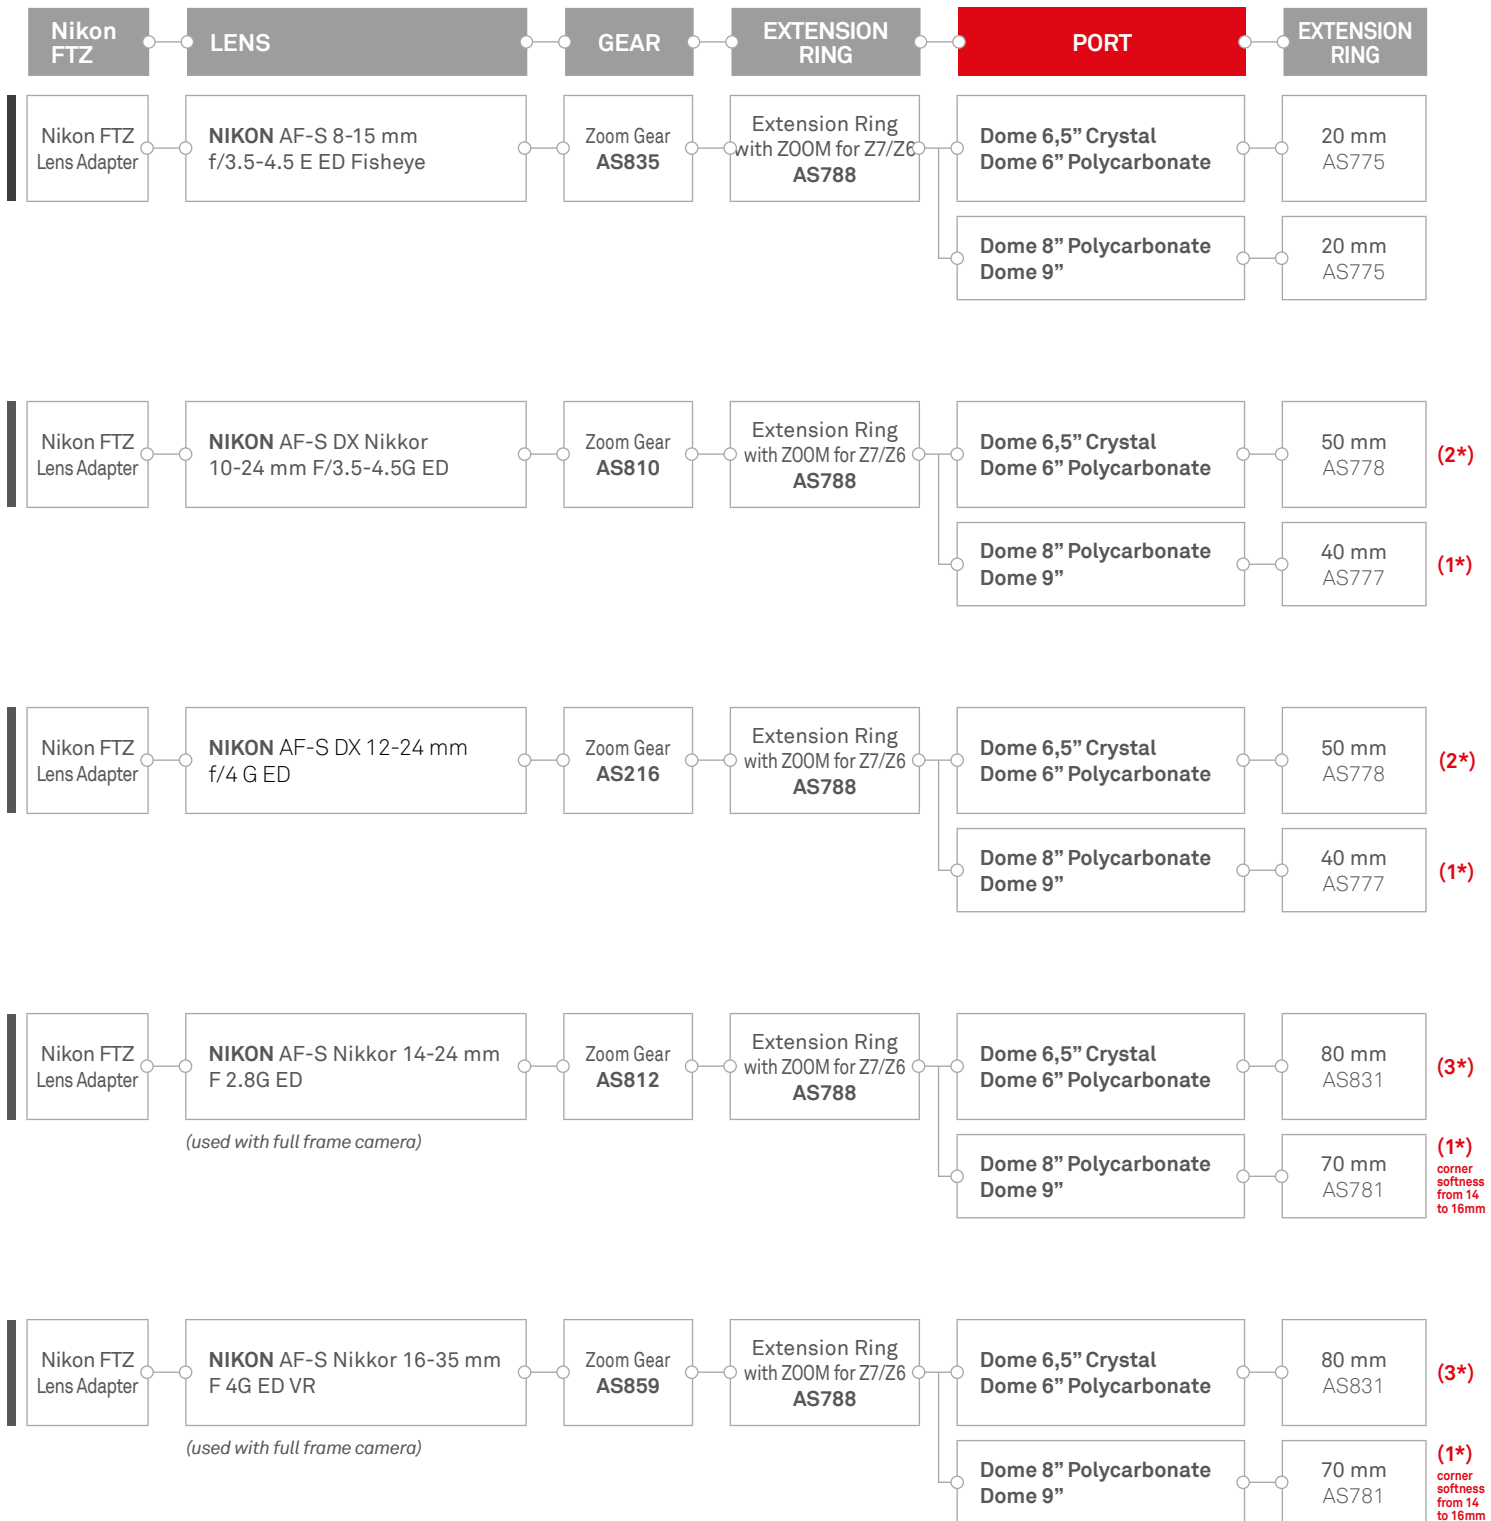 Nikon
FTZ
LENS
GEAR
EXTENSION
RING
PORT
EXTENSION
RING
Nikon FTZ
Lens Adapter
NIKON AF-S 8-15 mm
f/3.5-4.5 E ED Fisheye
Zoom Gear
AS835
Extension Ring
with ZOOM for Z7/Z6
AS788
Dome 6,5” Crystal
Dome 6” Polycarbonate
20 mm
AS775
Dome 8” Polycarbonate
Dome 9”
20 mm
AS775
Nikon FTZ
Lens Adapter
NIKON AF-S DX Nikkor
10-24 mm F/3.5-4.5G ED
Zoom Gear
AS810
Extension Ring
with ZOOM for Z7/Z6
AS788
Dome 6,5” Crystal
Dome 6” Polycarbonate
50 mm
AS778
(2*)
Dome 8” Polycarbonate
Dome 9”
40 mm
AS777
(1*)
Nikon FTZ
Lens Adapter
NIKON AF-S DX 12-24 mm
f/4 G ED
Zoom Gear
AS216
Extension Ring
with ZOOM for Z7/Z6
AS788
Dome 6,5” Crystal
Dome 6” Polycarbonate
50 mm
AS778
(2*)
Dome 8” Polycarbonate
Dome 9”
40 mm
AS777
(1*)
Nikon FTZ
Lens Adapter
NIKON AF-S Nikkor 14-24 mm
F 2.8G ED
(used with full frame camera)
Zoom Gear
AS812
Extension Ring
with ZOOM for Z7/Z6
AS788
Dome 6,5” Crystal
Dome 6” Polycarbonate
80 mm
AS831
(3*)
Dome 8” Polycarbonate
Dome 9”
70 mm
AS781
(1*)
corner
softness
from 14
to 16mm
Nikon FTZ
Lens Adapter
NIKON AF-S Nikkor 16-35 mm
F 4G ED VR
(used with full frame camera)
Zoom Gear
AS859
Extension Ring
with ZOOM for Z7/Z6
AS788
Dome 6,5” Crystal
Dome 6” Polycarbonate
80 mm
AS831
(3*)
Dome 8” Polycarbonate
Dome 9”
70 mm
AS781
(1*)
corner
softness
from 14
to 16mm